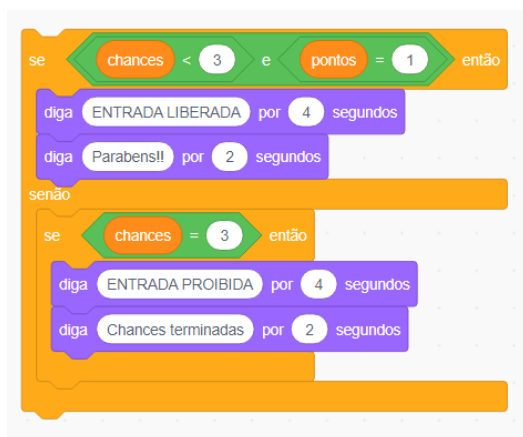 se chances < 3 e pontos = 1 então
diga ENTRADA LIBERADA por 4 segundos
diga Parabens!! por 2 segundos
senão
se chances = 3 então
diga ENTRADA PROIBIDA por 4 segundos
diga Chances terminadas por 2 segundos